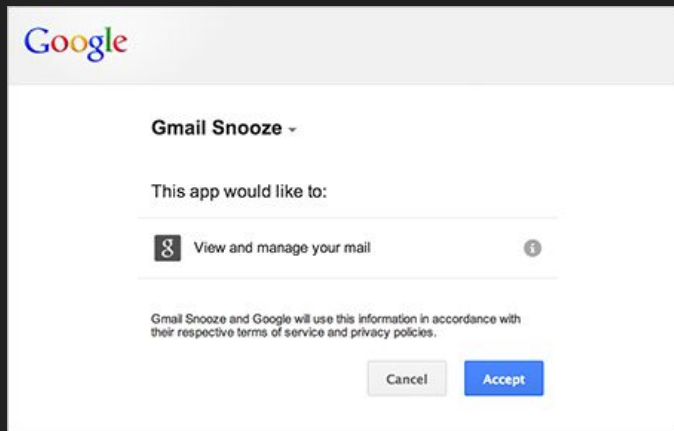 Google
Gmail Snooze
This app would like to:
8 View and manage your mail
i
Gmail Snooze and Google will use this information in accordance with
their respective terms of service and privacy policies.
Cancel
Accept